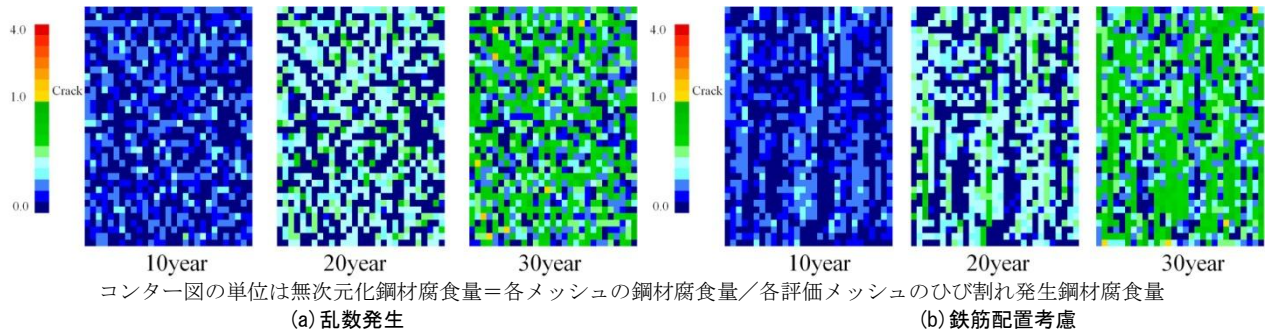 4.0
1.0
Crack
0.0
10year
20year
30year
4.0
1.0
Crack
0.0
10year
20year
30year
コンター図の単位は無次元化鋼材腐食量＝各メッシュの鋼材腐食量／各評価メッシュのひび割れ発生鋼材腐食量
(a)乱数発生
(b)鉄筋配置考慮